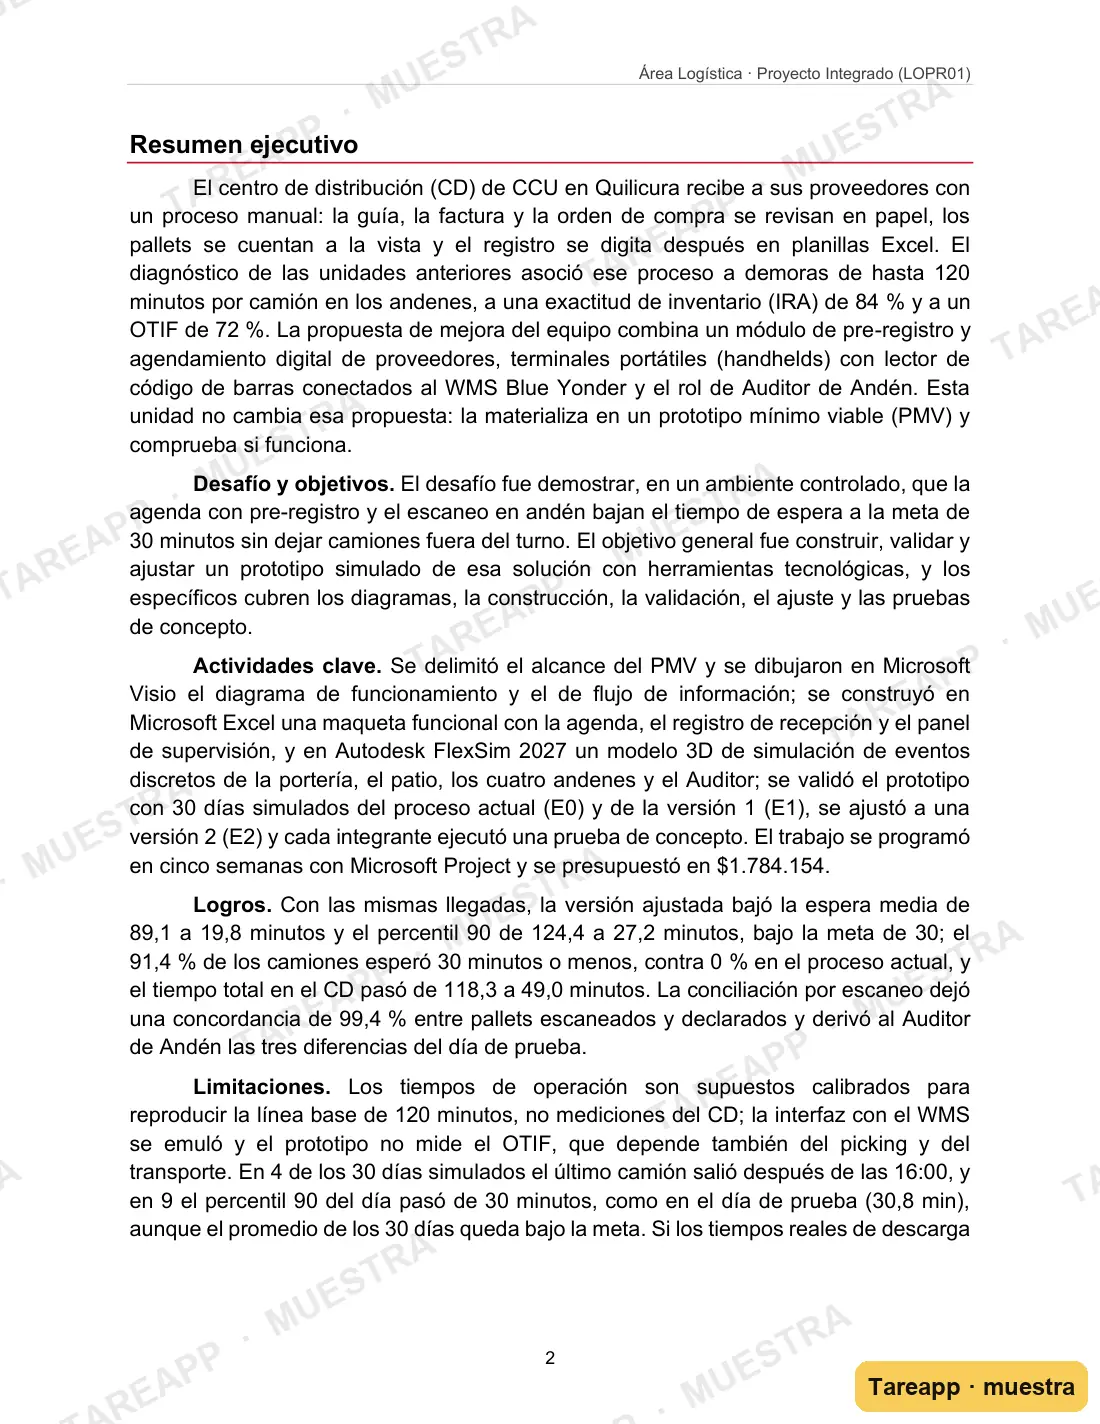 Área Logística · Proyecto Integrado (LOPR01)
Resumen ejecutivo
El centro de distribución (CD) de CCU en Quilicura recibe a sus proveedores con
un proceso manual: la guía, la factura y la orden de compra se revisan en papel, los
pallets se cuentan a la vista y el registro se digita después en planillas Excel. El
diagnóstico de las unidades anteriores asoció ese proceso a demoras de hasta 120
minutos por camión en los andenes, a una exactitud de inventario (IRA) de 84 % y a un
OTIF de 72 %. La propuesta de mejora del equipo combina un módulo de pre-registro y
agendamiento digital de proveedores, terminales portátiles (handhelds) con lector de
código de barras conectados al WMS Blue Yonder y el rol de Auditor de Andén. Esta
unidad no cambia esa propuesta: la materializa en un prototipo mínimo viable (PMV) y
comprueba si funciona.
Desafío y objetivos. El desafío fue demostrar, en un ambiente controlado, que la
agenda con pre-registro y el escaneo en andén bajan el tiempo de espera a la meta de
30 minutos sin dejar camiones fuera del turno. El objetivo general fue construir, validar y
ajustar un prototipo simulado de esa solución con herramientas tecnológicas, y los
específicos cubren los diagramas, la construcción, la validación, el ajuste y las pruebas
de concepto.
Actividades clave. Se delimitó el alcance del PMV y se dibujaron en Microsoft
Visio el diagrama de funcionamiento y el de flujo de información; se construyó en
Microsoft Excel una maqueta funcional con la agenda, el registro de recepción y el panel
de supervisión, y en Autodesk FlexSim 2027 un modelo 3D de simulación de eventos
discretos de la portería, el patio, los cuatro andenes y el Auditor; se validó el prototipo
con 30 días simulados del proceso actual (E0) y de la versión 1 (E1), se ajustó a una
versión 2 (E2) y cada integrante ejecutó una prueba de concepto. El trabajo se programó
en cinco semanas con Microsoft Project y se presupuestó en $1.784.154.
Logros. Con las mismas llegadas, la versión ajustada bajó la espera media de
89,1 a 19,8 minutos y el percentil 90 de 124,4 a 27,2 minutos, bajo la meta de 30; el
91,4 % de los camiones esperó 30 minutos o menos, contra 0 % en el proceso actual, y
el tiempo total en el CD pasó de 118,3 a 49,0 minutos. La conciliación por escaneo dejó
una concordancia de 99,4 % entre pallets escaneados y declarados y derivó al Auditor
de Andén las tres diferencias del día de prueba.
Limitaciones. Los tiempos de operación son supuestos calibrados para
reproducir la línea base de 120 minutos, no mediciones del CD; la interfaz con el WMS
se emuló y el prototipo no mide el OTIF, que depende también del picking y del
transporte. En 4 de los 30 días simulados el último camión salió después de las 16:00, y
en 9 el percentil 90 del día pasó de 30 minutos, como en el día de prueba (30,8 min),
aunque el promedio de los 30 días queda bajo la meta. Si los tiempos reales de descarga
2
Tareapp · muestra
TAREAPP · MUESTRA